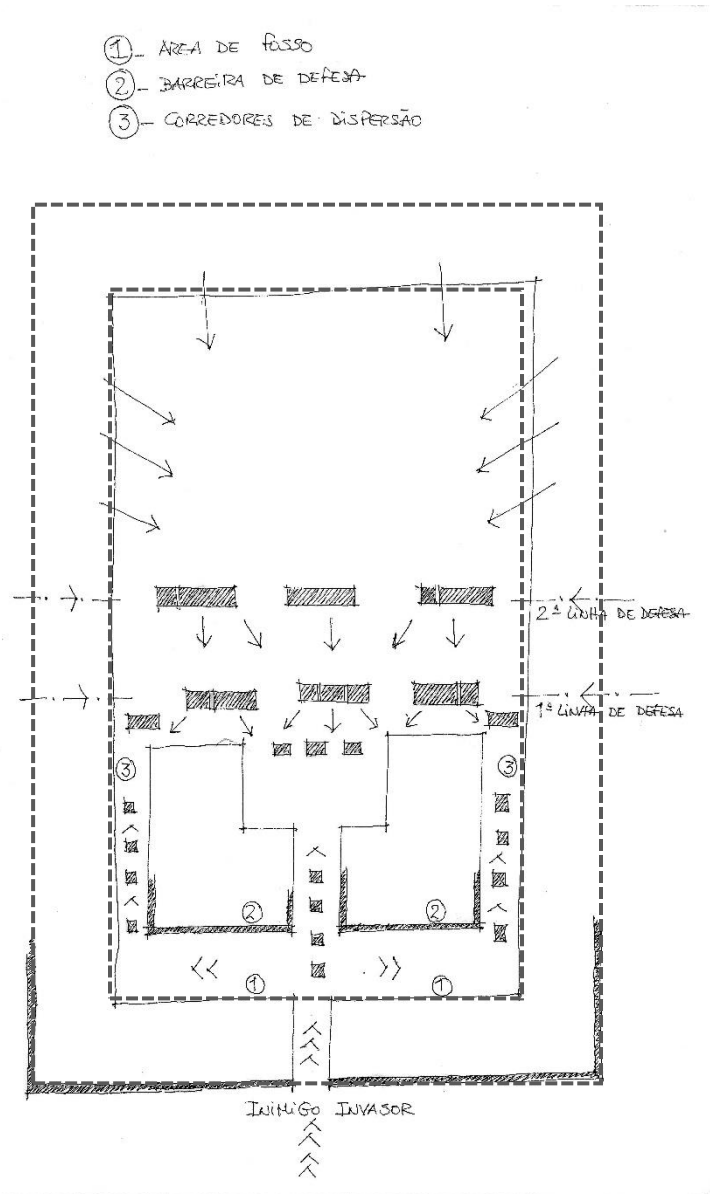 1 - ÁREA DE FOSSO
2 - BARREIRA DE DEFESA
3 - CORREDORES DE DISPERSÃO
2ª LINHA DE DEFESA
1ª LINHA DE DEFESA
3
3
2
2
1
1
INIMIGO INVASOR